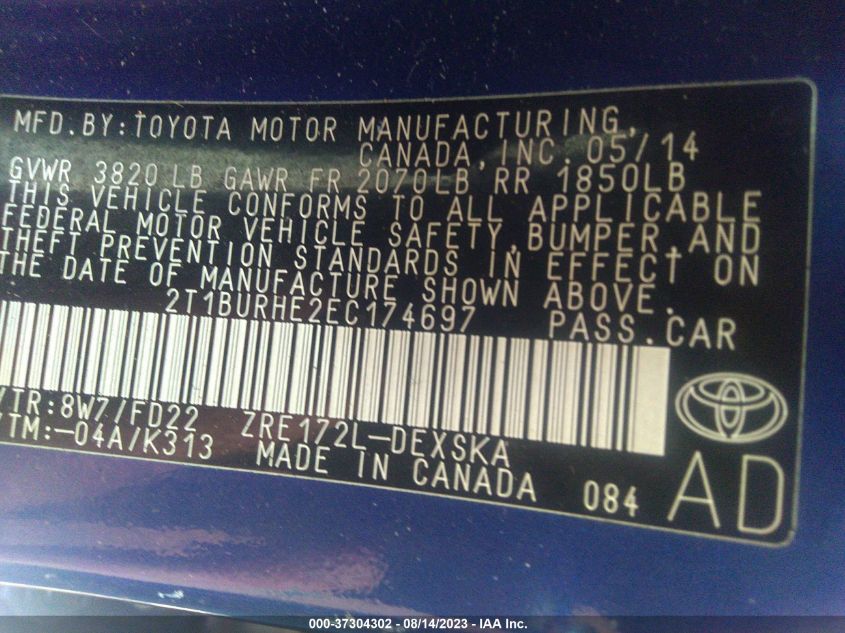 MFD.BY:TOYOTA MOTOR MANUFACTURING,
CANADA,INC. 05/14
GVWR 3820 LB GAWR FR 2070LB RR 1850LB
THIS VEHICLE CONFORMS TO ALL APPLICABLE
FEDERAL MOTOR VEHICLE SAFETY,BUMPER,AND
THEFT PREVENTION STANDARDS IN EFFECT ON
THE DATE OF MANUFACTURE SHOWN ABOVE.
2T1BURHE2EC174697 PASS.CAR
/TR:8W7/FD22 ZRE172L-DEXSKA
/TM:-04A/K313 MADE IN CANADA 084 AD
000-37304302 - 08/14/2023 - IAA Inc.